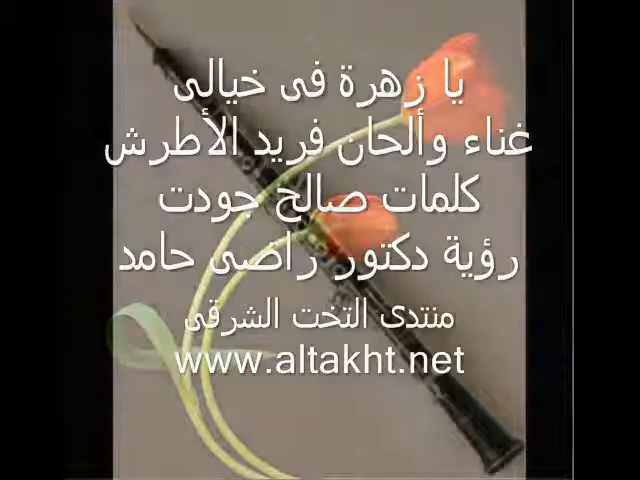 يا زهرة فى خيالى
غناء وألحان فريد الأطرش
كلمات صالح جودت
رؤية دكتور راضى حامد
منتدى التخت الشرقى
www.altakht.net